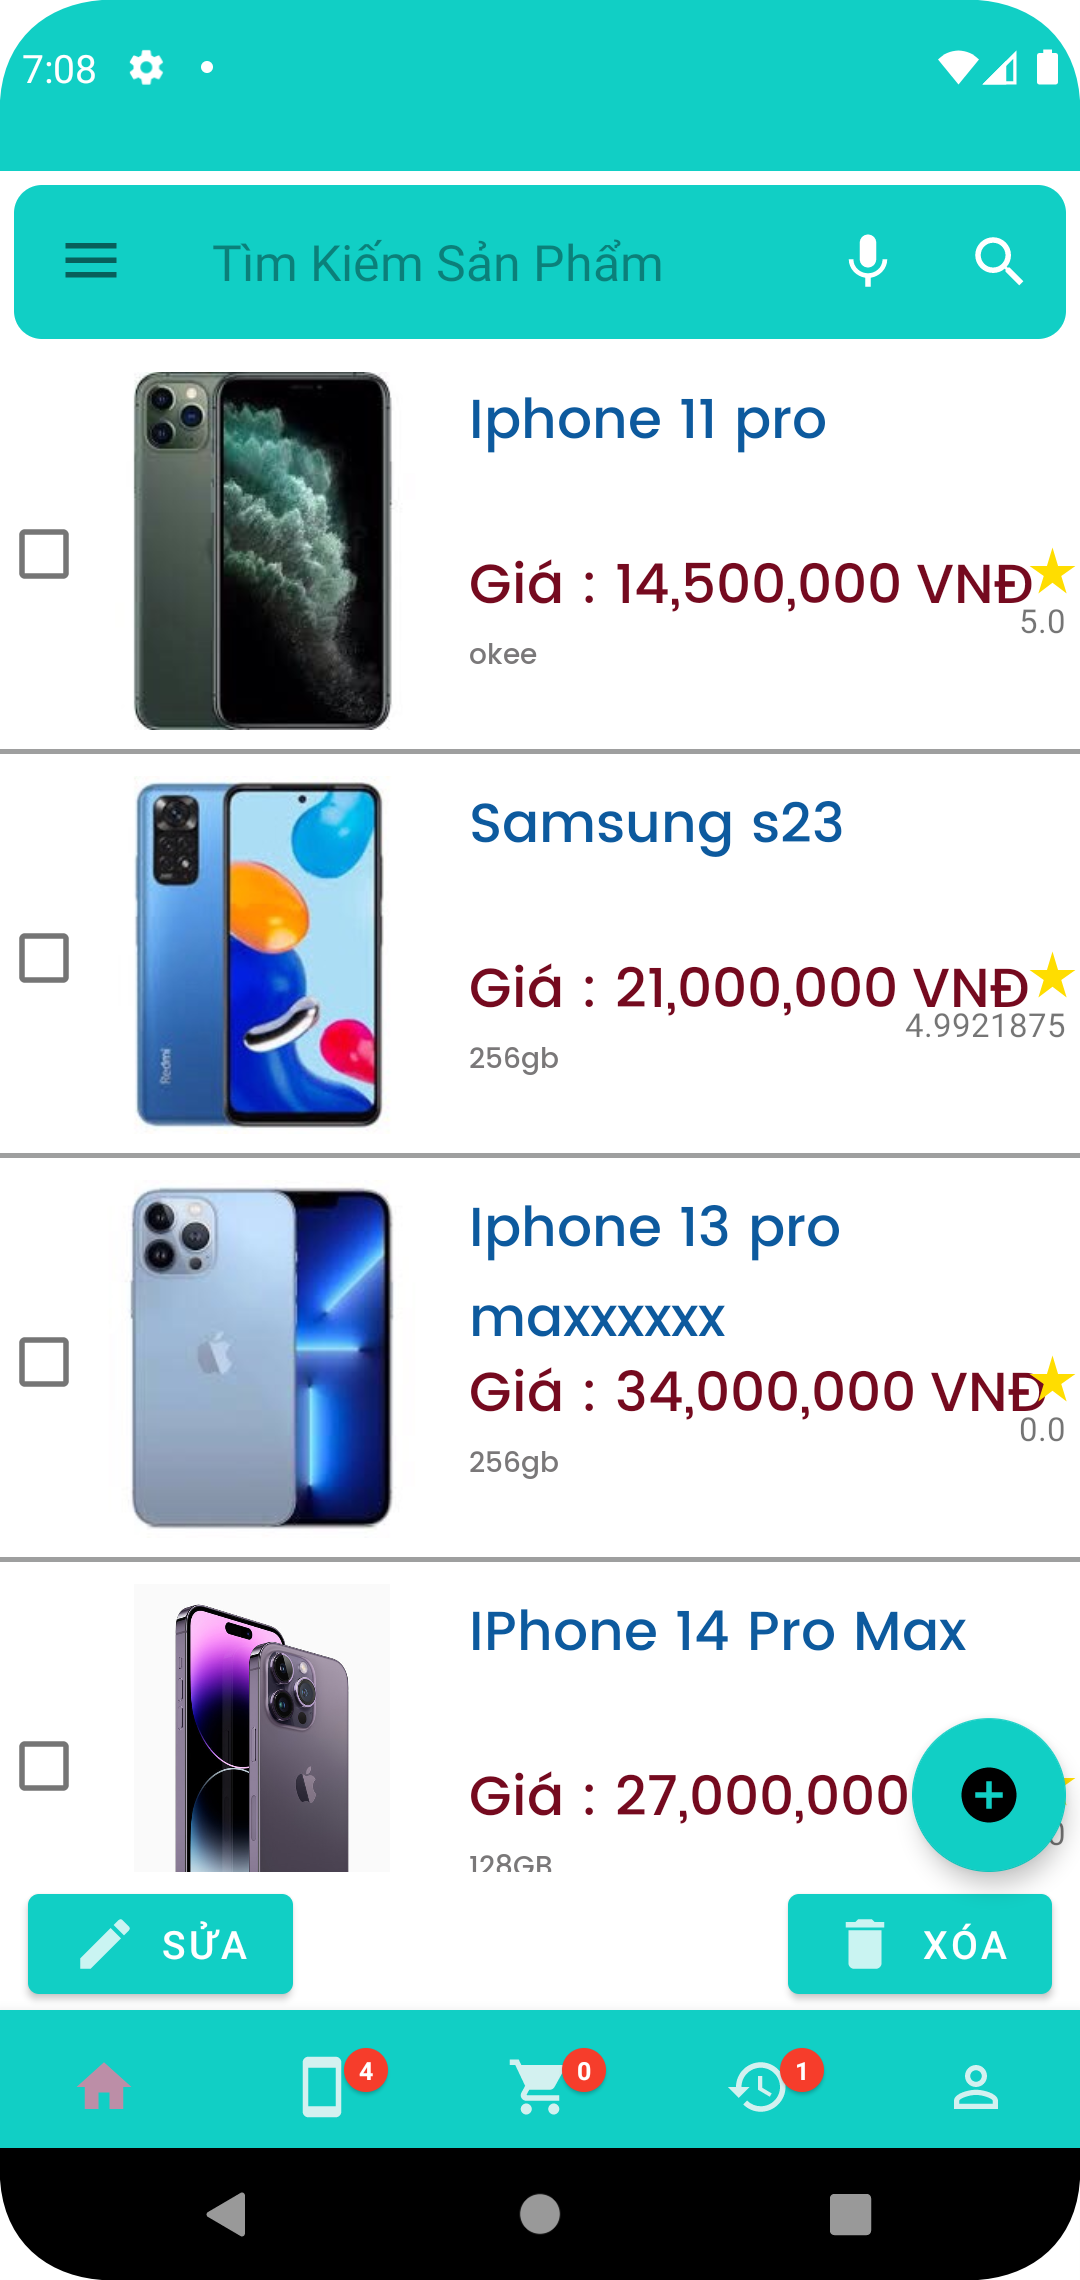 7:08
Tìm Kiếm Sản Phẩm
Iphone 11 pro
Giá : 14,500,000 VNĐ
5.0
okee
Samsung s23
Giá : 21,000,000 VNĐ
4.9921875
256gb
Redmi
Iphone 13 pro
maxxxxxx
Giá : 34,000,000 VNĐ
0.0
256gb
IPhone 14 Pro Max
Giá : 27,000,000
0
128GB
SỬA
XÓA
4
0
1